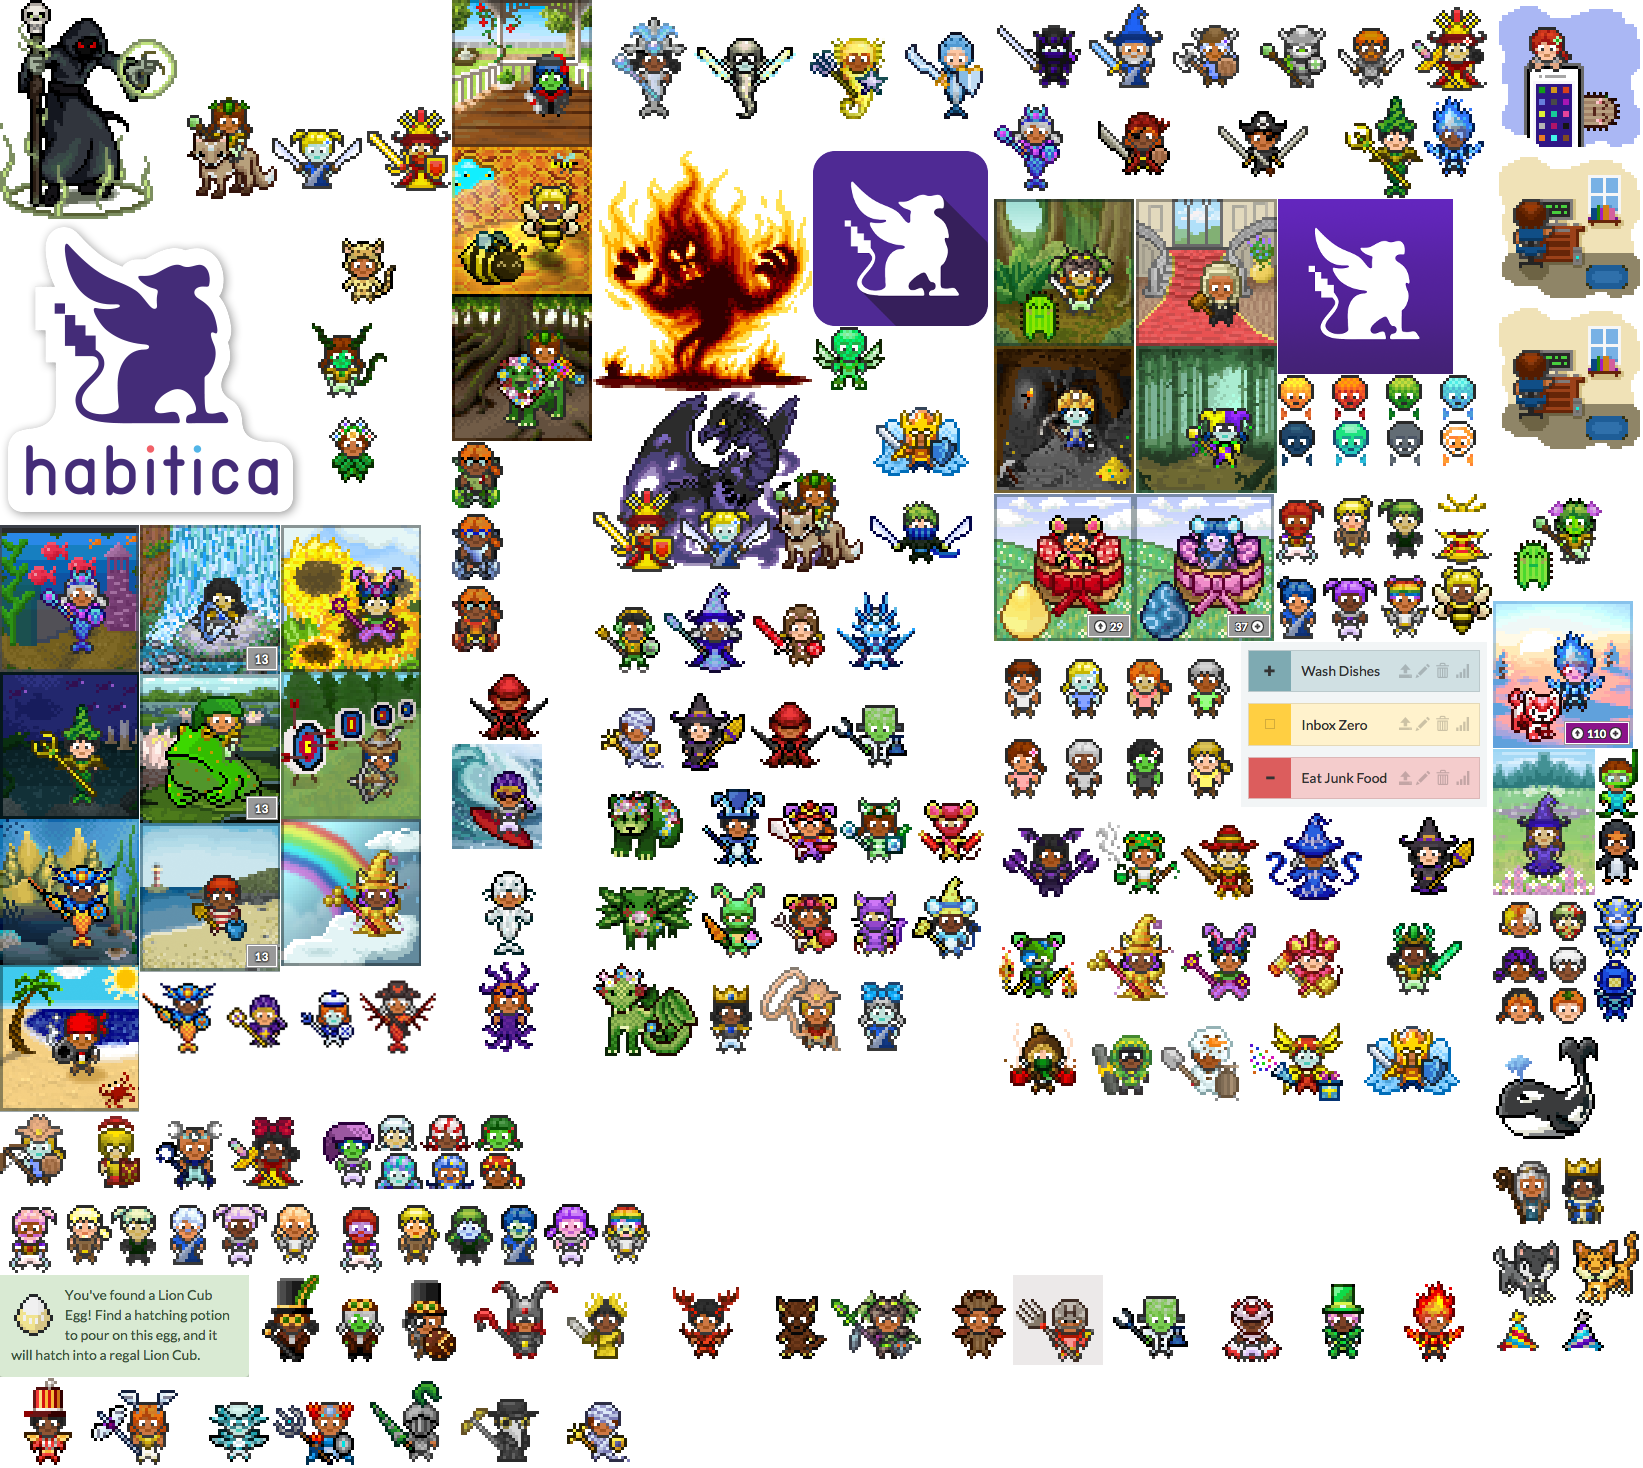 habitica
13
13
13
29
37
Wash Dishes
Inbox Zero
Eat Junk Food
110
You've found a Lion Cub
Egg! Find a hatching potion
to pour on this egg, and it
will hatch into a regal Lion Cub.